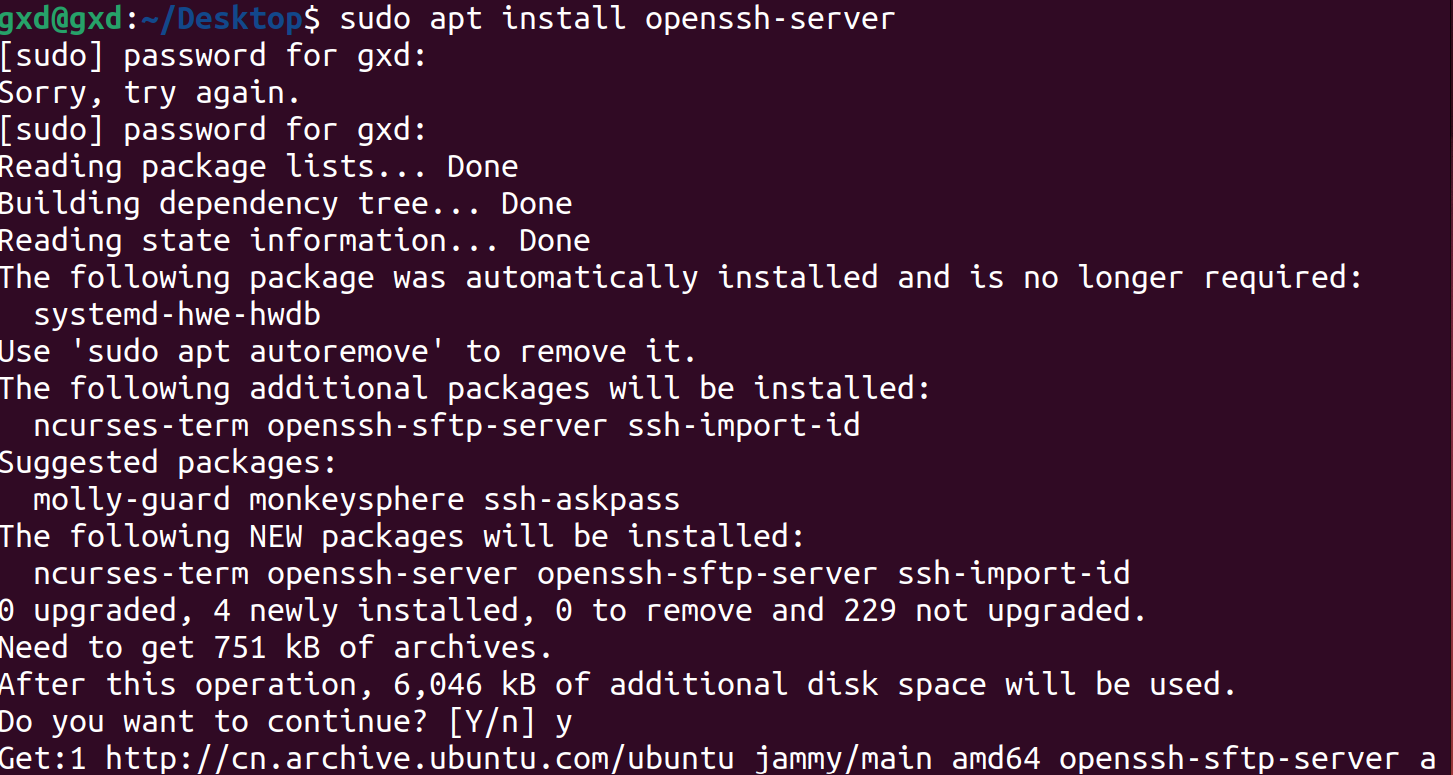 gxd@gxd:~/Desktop$ sudo apt install openssh-server
[sudo] password for gxd:
Sorry, try again.
[sudo] password for gxd:
Reading package lists... Done
Building dependency tree... Done
Reading state information... Done
The following package was automatically installed and is no longer required:
  systemd-hwe-hwdb
Use 'sudo apt autoremove' to remove it.
The following additional packages will be installed:
  ncurses-term openssh-sftp-server ssh-import-id
Suggested packages:
  molly-guard monkeysphere ssh-askpass
The following NEW packages will be installed:
  ncurses-term openssh-server openssh-sftp-server ssh-import-id
0 upgraded, 4 newly installed, 0 to remove and 229 not upgraded.
Need to get 751 kB of archives.
After this operation, 6,046 kB of additional disk space will be used.
Do you want to continue? [Y/n] y
Get:1 http://cn.archive.ubuntu.com/ubuntu jammy/main amd64 openssh-sftp-server a